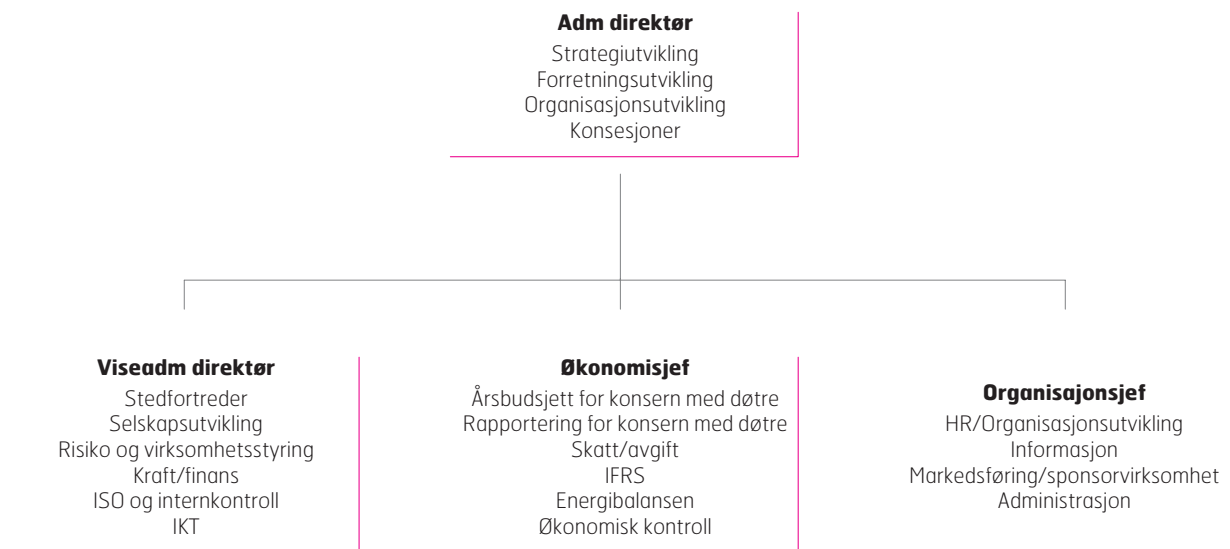 Adm direktør
Strategiutvikling
Forretningsutvikling
Organisasjonsutvikling
Konsesjoner
Viseadm direktør
Stedfortreder
Selskapsutvikling
Risiko og virksomhetsstyring
Kraft/finans
ISO og internkontroll
IKT
Økonomisjef
Årsbudsjett for konsern med døtre
Rapportering for konsern med døtre
Skatt/avgift
IFRS
Energibalansen
Økonomisk kontroll
Organisajonsjef
HR/Organisasjonsutvikling
Informasjon
Markedsføring/sponsorvirksomhet
Administrasjon